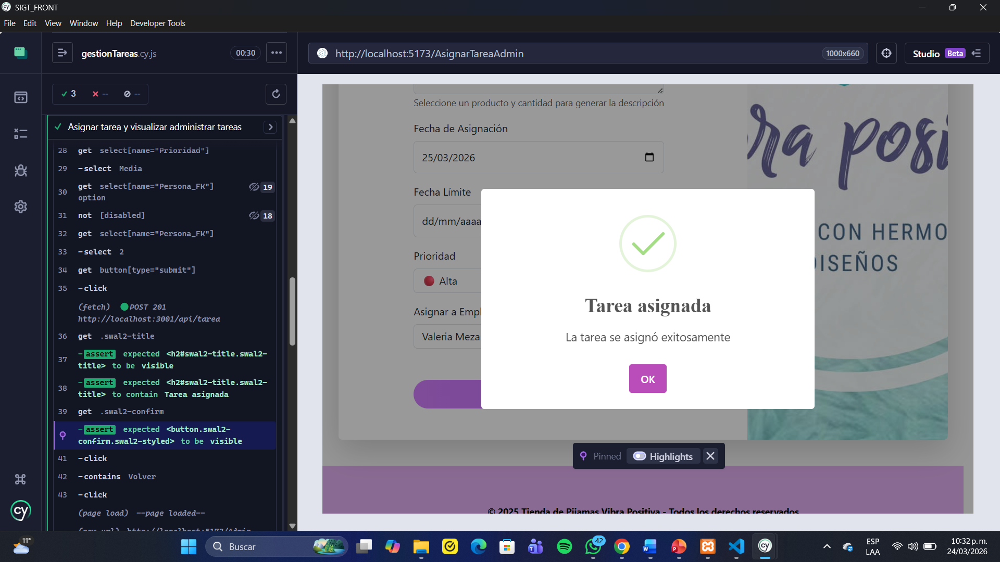 SIGT_FRONT
File Edit View Window Help Developer Tools
gestionTareas.cy.js
00:30
http://localhost:5173/AsignarTareaAdmin
1000x660
Studio Beta
3 -- --
Asignar tarea y visualizar administrar tareas
28 get select[name="Prioridad"]
29 -select Media
30 get select[name="Persona_FK"] option 19
31 not [disabled] 18
32 get select[name="Persona_FK"]
33 -select 2
34 get button[type="submit"]
35 -click
(fetch) POST 201
http://localhost:3001/api/tarea
36 get .swal2-title
37 -assert expected <h2#swal2-title.swal2-
title> to be visible
38 -assert expected <h2#swal2-title.swal2-
title> to contain Tarea asignada
39 get .swal2-confirm
-assert expected <button.swal2-
confirm.swal2-styled> to be visible
41 -click
42 -contains Volver
43 -click
(page load) --page loaded--
Seleccione un producto y cantidad para generar la descripción
Fecha de Asignación
25/03/2026
Fecha Límite
dd/mm/aaaa
Prioridad
Alta
Asignar a Empl
Valeria Meza
Tarea asignada
La tarea se asignó exitosamente
OK
ra posi
CON HERMO
DISEÑOS
Pinned Highlights
© 2025 Tienda de Pijamas Vibra Positiva - Todos los derechos reservados
cy
11°
Buscar
42
ESP
LAA
10:32 p. m.
24/03/2026